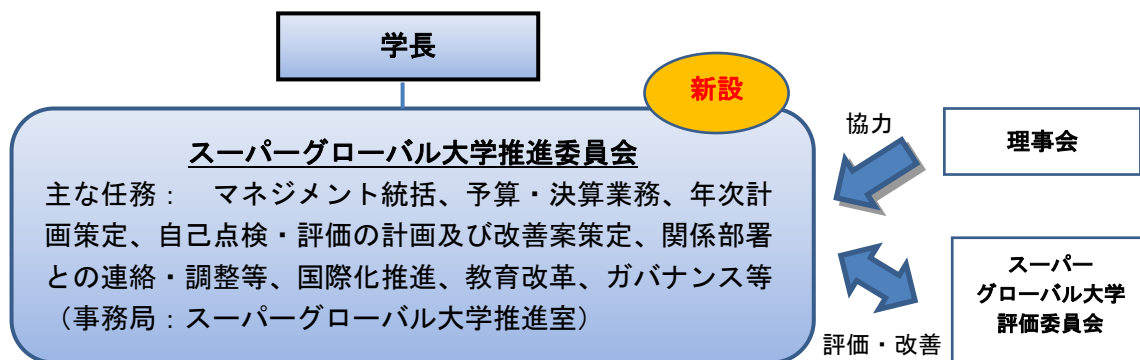 学長
新設
スーパーグローバル大学推進委員会
主な任務：　マネジメント統括、予算・決算業務、年次計
画策定、自己点検・評価の計画及び改善案策定、関係部署
との連絡・調整等、国際化推進、教育改革、ガバナンス等
（事務局：スーパーグローバル大学推進室）
協力
理事会
スーパー
グローバル大学
評価委員会
評価・改善